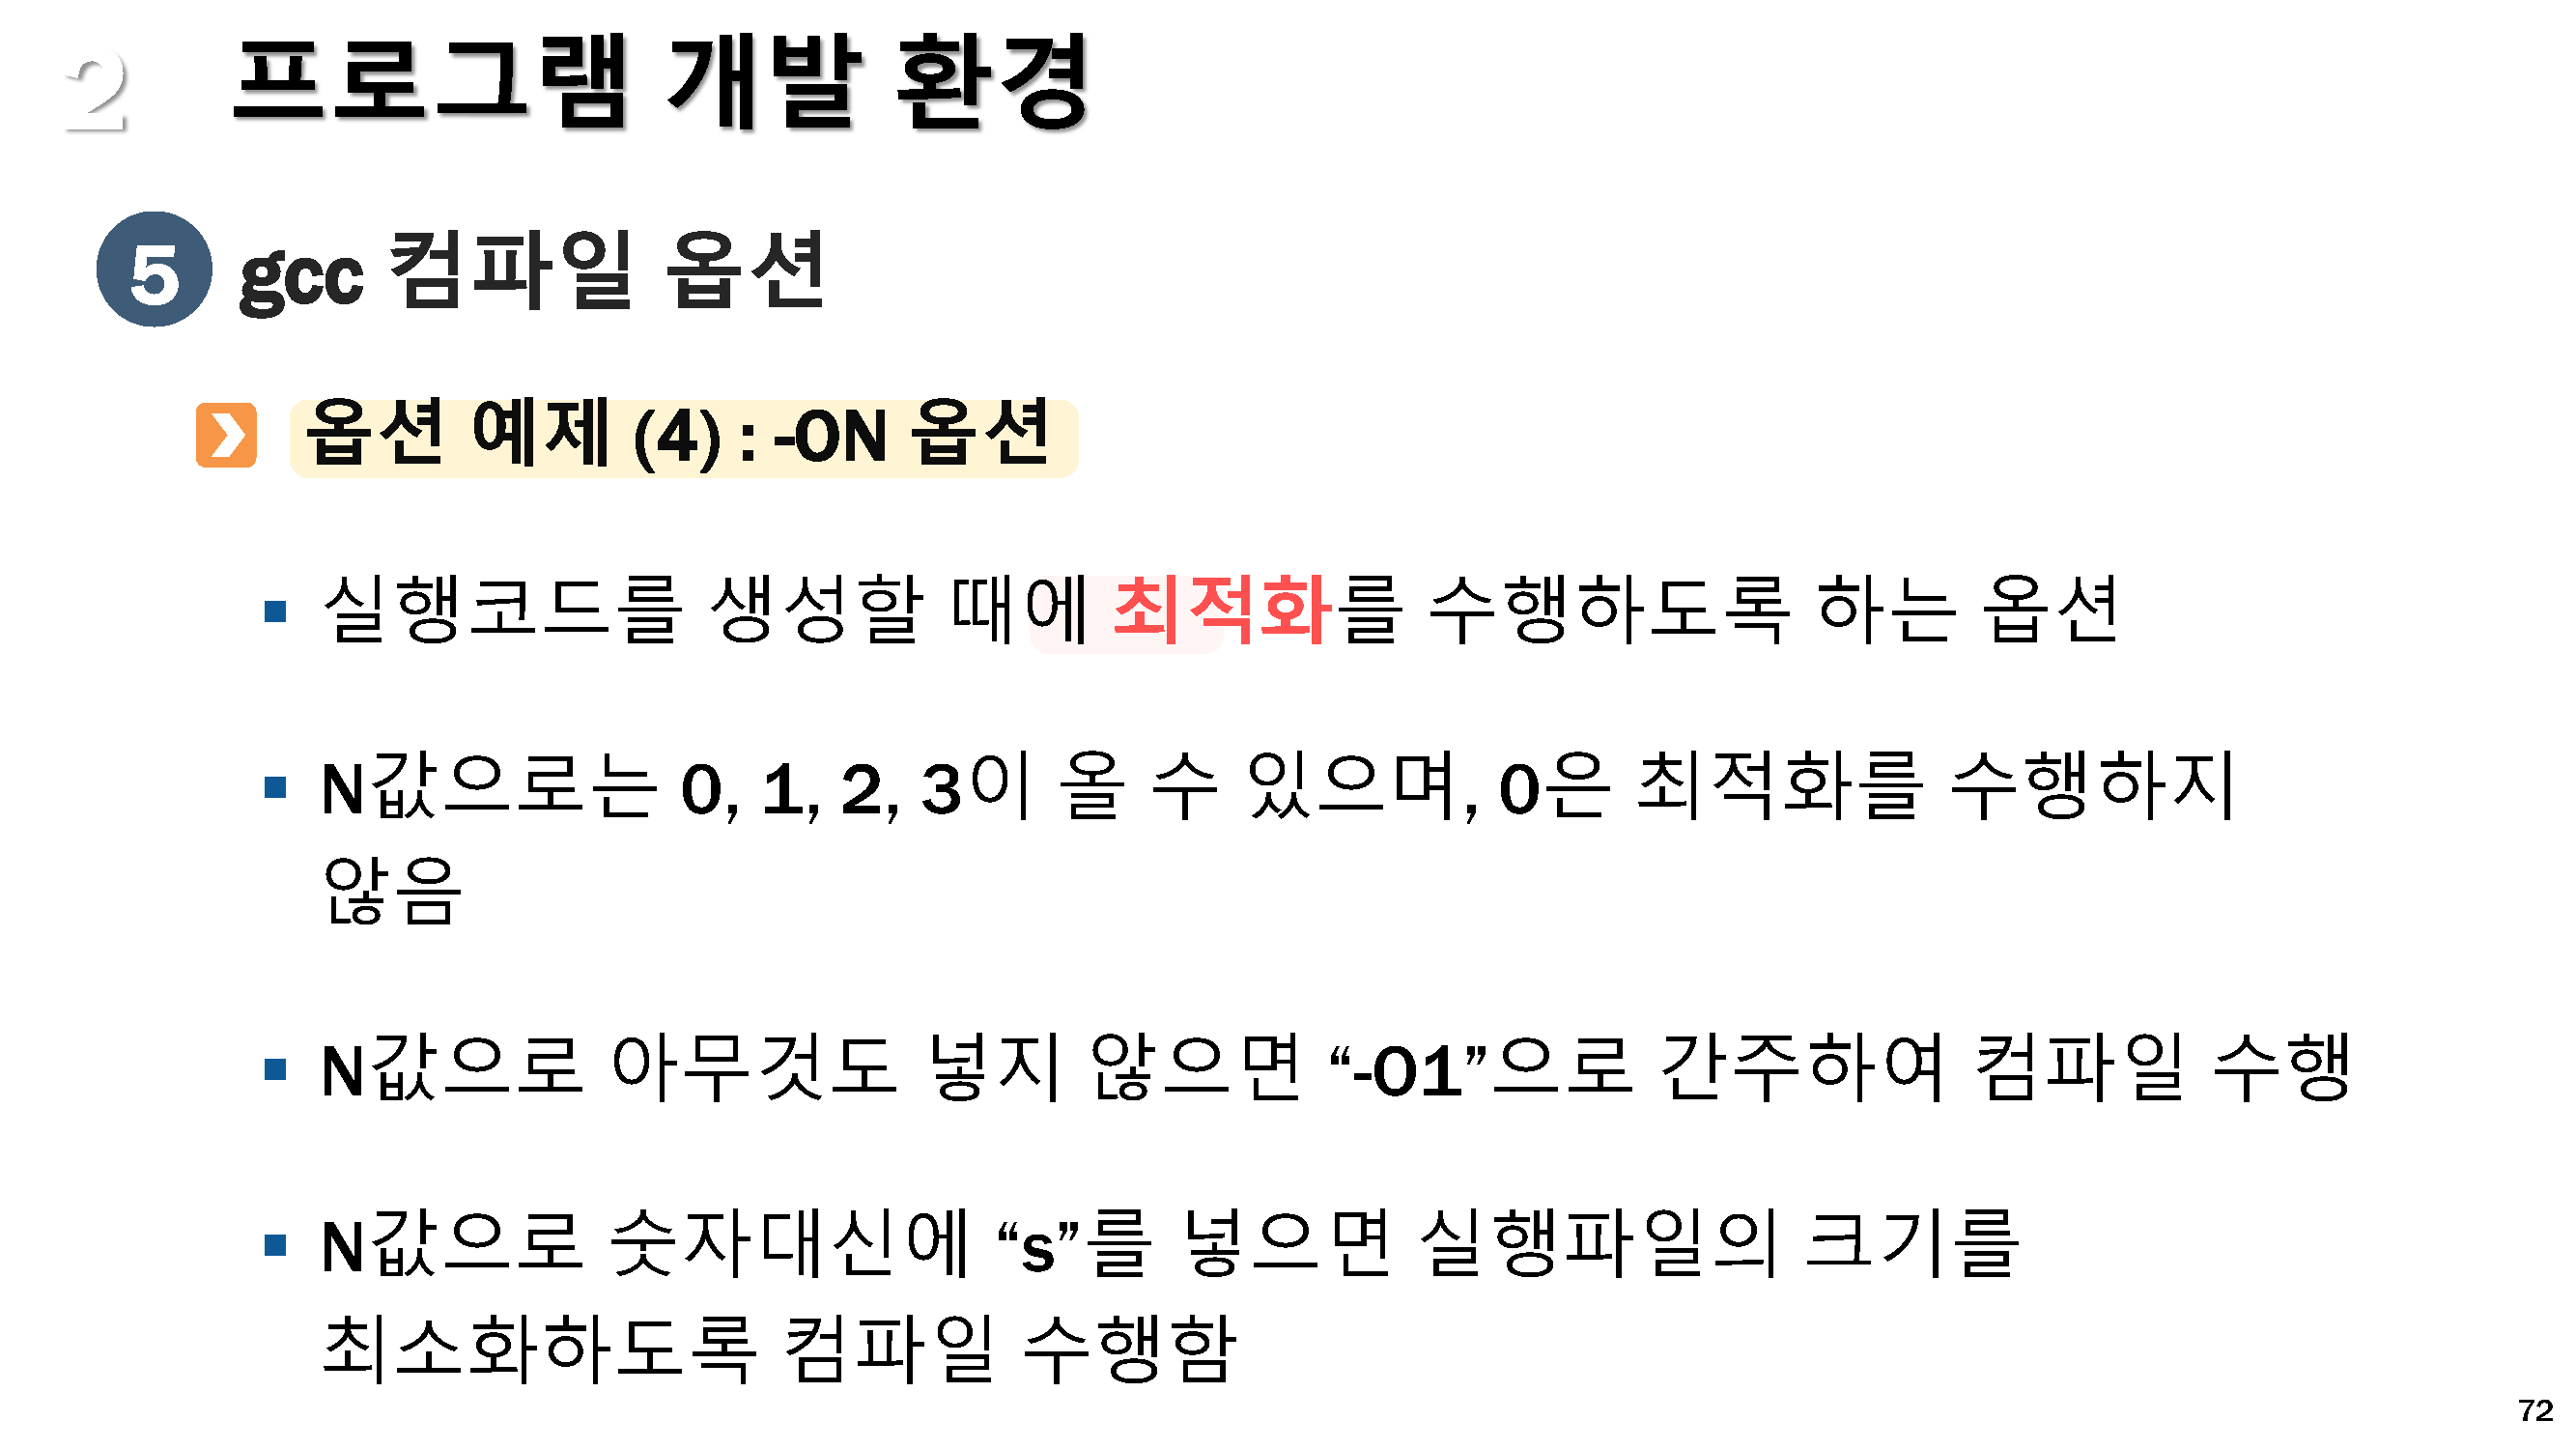 2 프로그램 개발 환경
5 gcc 컴파일 옵션
옵션 예제 (4) : -ON 옵션
▪ 실행코드를 생성할 때에 최적화를 수행하도록 하는 옵션
▪ N값으로는 0, 1, 2, 3이 올 수 있으며, 0은 최적화를 수행하지
않음
▪ N값으로 아무것도 넣지 않으면 “-O1”으로 간주하여 컴파일 수행
▪ N값으로 숫자대신에 “s”를 넣으면 실행파일의 크기를
최소화하도록 컴파일 수행함
72